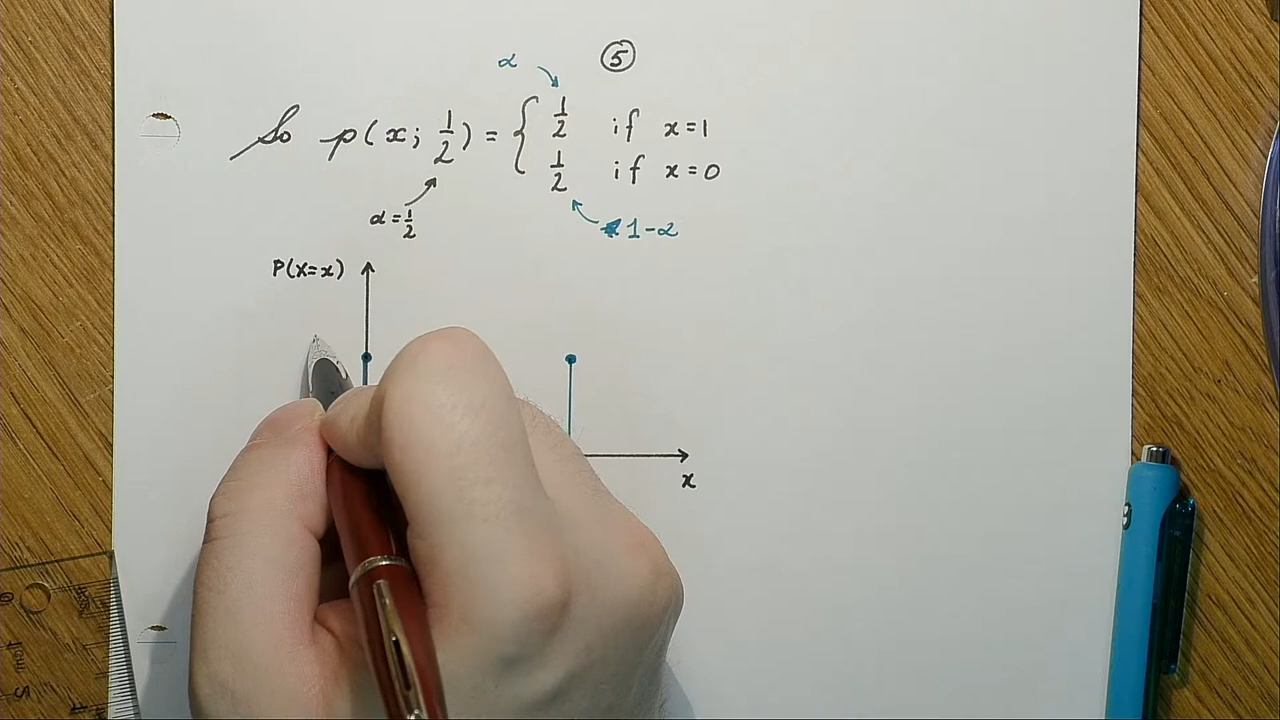 α ⑤
So p(x; 1/2) = { 1/2 if x=1
1/2 if x=0
α = 1/2
1-α
P(X=x)
x